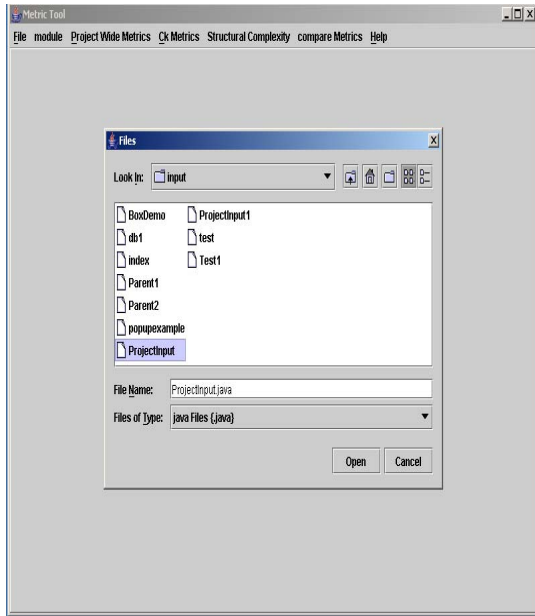 Metric Tool
File module Project Wide Metrics Ck Metrics Structural Complexity compare Metrics Help
Files
Look In: input
BoxDemo ProjectInput1
db1 test
index Test1
Parent1
Parent2
popupexample
ProjectInput
File Name: ProjectInput.java
Files of Type: java Files {.java}
Open Cancel